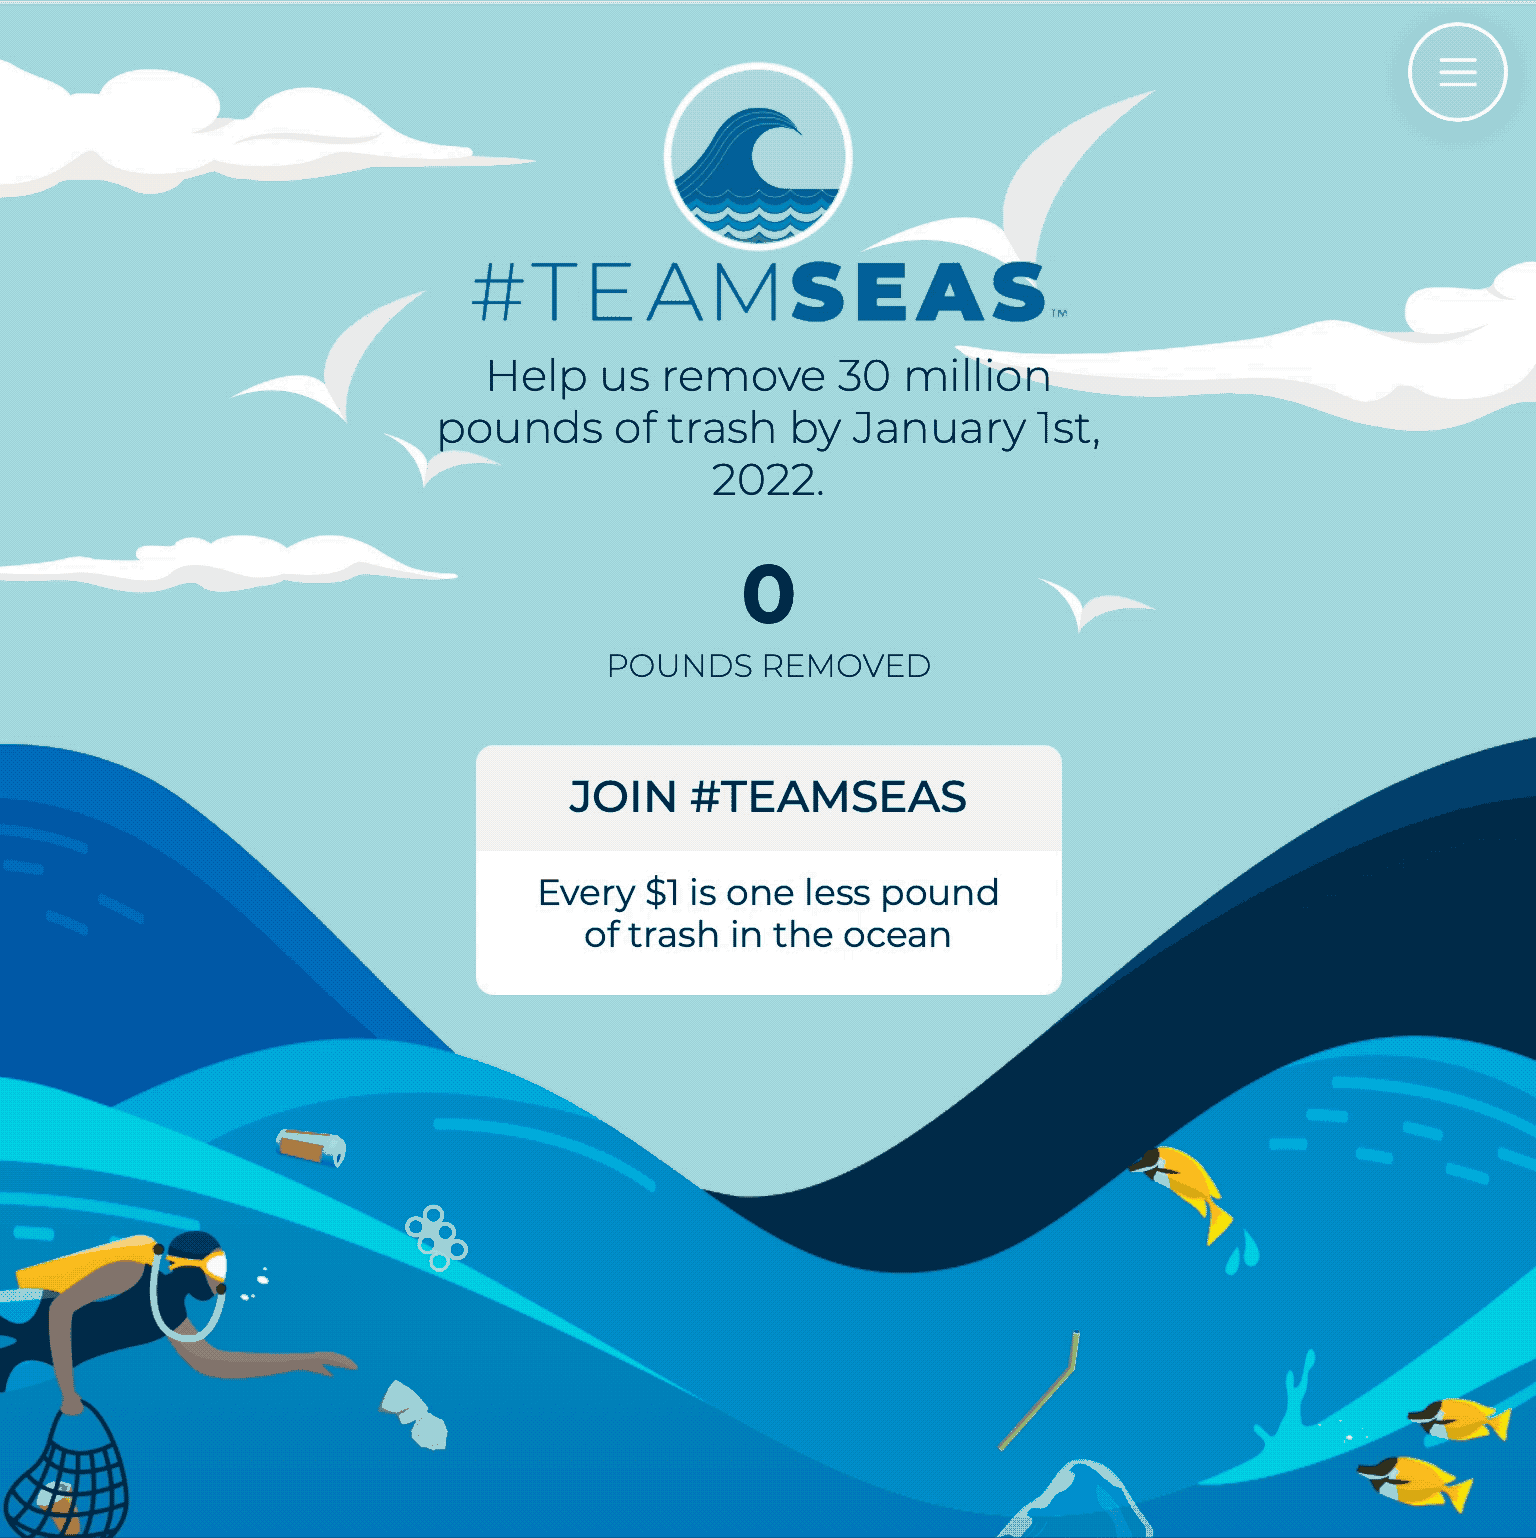 #TEAMSEAS™
Help us remove 30 million
pounds of trash by January 1st,
2022.
0
POUNDS REMOVED
JOIN #TEAMSEAS
Every $1 is one less pound
of trash in the ocean